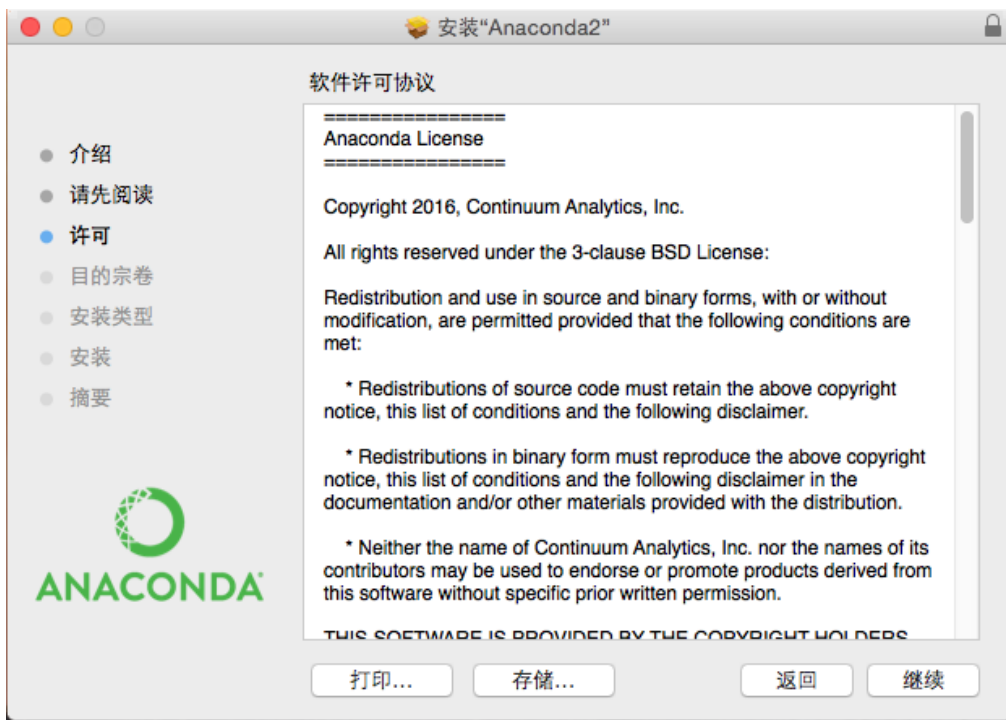 安装“Anaconda2”
软件许可协议
介绍
请先阅读
许可
目的宗卷
安装类型
安装
摘要
ANACONDA
================
Anaconda License
================
Copyright 2016, Continuum Analytics, Inc.
All rights reserved under the 3-clause BSD License:
Redistribution and use in source and binary forms, with or without
modification, are permitted provided that the following conditions are
met:
* Redistributions of source code must retain the above copyright
notice, this list of conditions and the following disclaimer.
* Redistributions in binary form must reproduce the above copyright
notice, this list of conditions and the following disclaimer in the
documentation and/or other materials provided with the distribution.
* Neither the name of Continuum Analytics, Inc. nor the names of its
contributors may be used to endorse or promote products derived from
this software without specific prior written permission.
THIS SOFTWARE IS PROVIDED BY THE COPYRIGHT HOLDERS
打印...
存储...
返回
继续